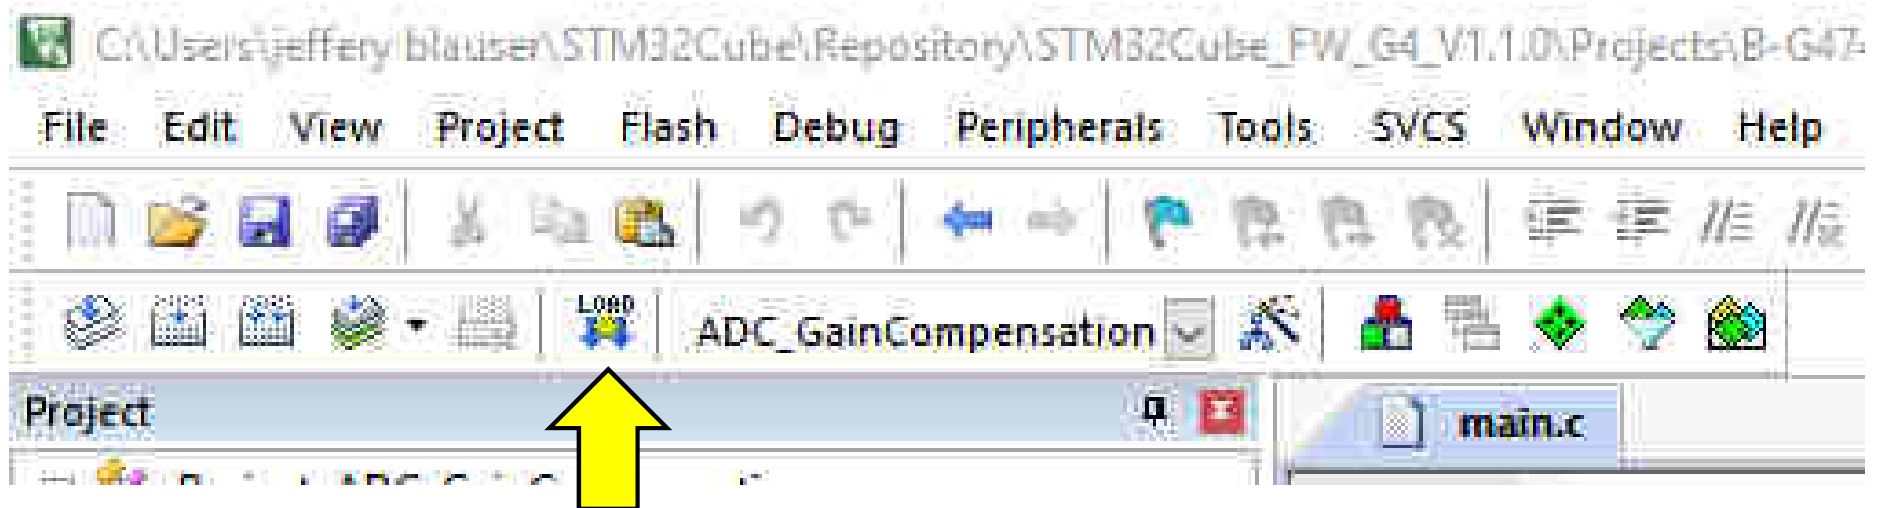 C:\Users\jeffery blauser\STM32Cube\Repository\STM32Cube_FW_G4_V1.1.0\Projects\B-G47
File Edit View Project Flash Debug Peripherals Tools SVCS Window Help
LOAD ADC_GainCompensation
Project main.c